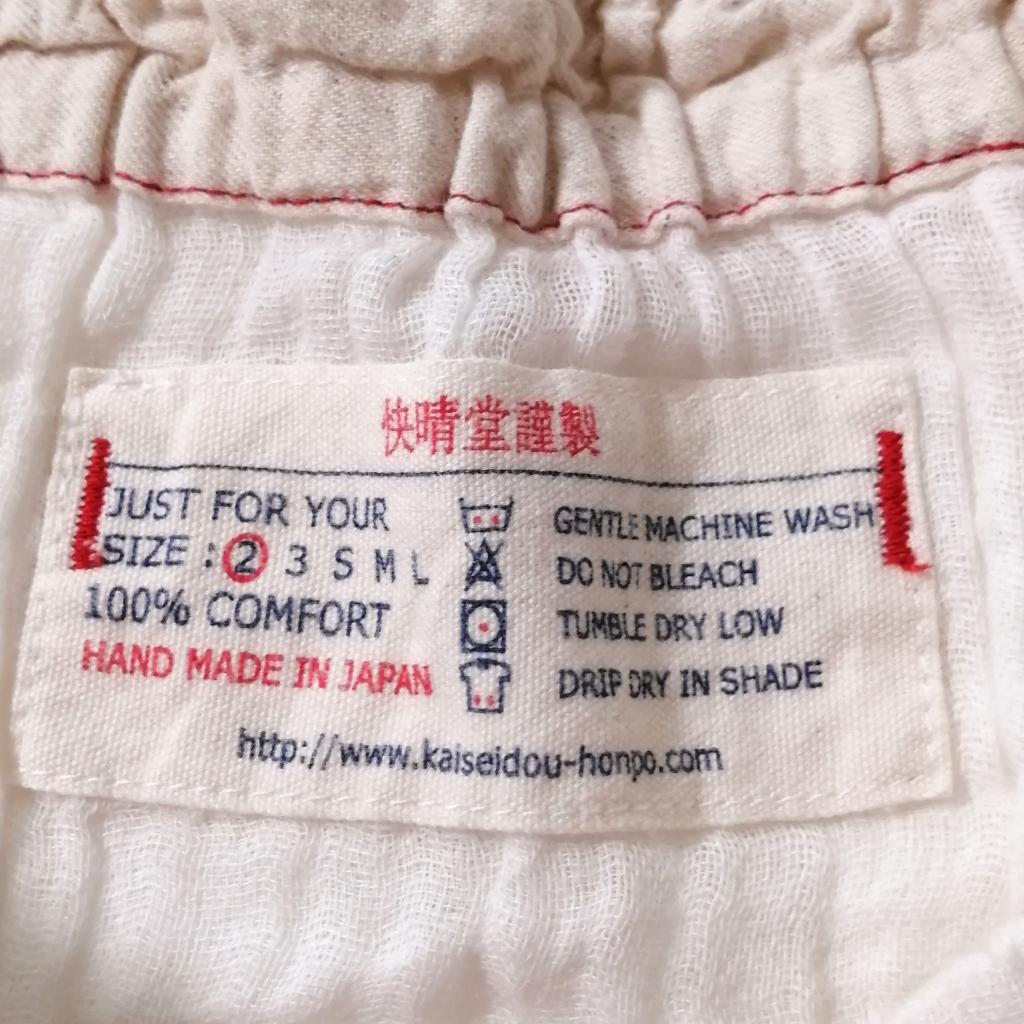 快晴堂謹製
JUST FOR YOUR
SIZE : 2 3 S M L
100% COMFORT
HAND MADE IN JAPAN
GENTLE MACHINE WASH
DO NOT BLEACH
TUMBLE DRY LOW
DRIP DRY IN SHADE
http://www.kaiseidou-honpo.com